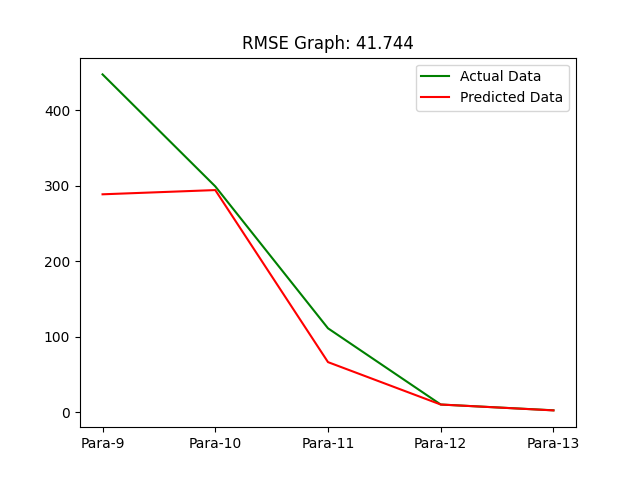 RMSE Graph: 41.744
Actual Data
Predicted Data
400
300
200
100
0
Para-9 Para-10 Para-11 Para-12 Para-13